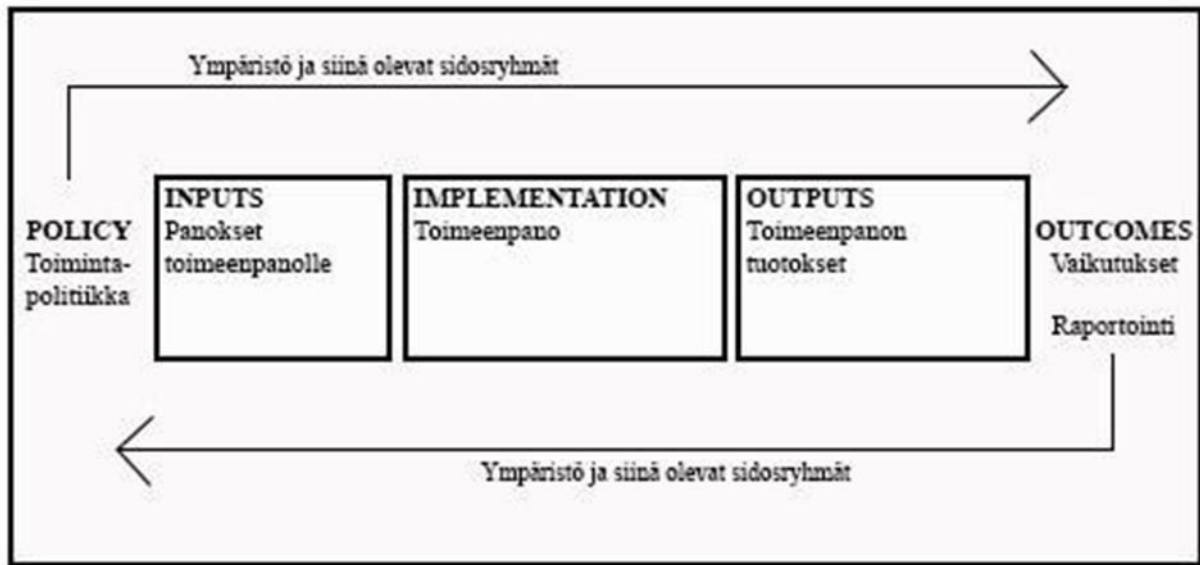 Ympäristö ja siinä olevat sidosryhmät
POLICY
Toiminta-
politiikka
INPUTS
Panokset
toimeenpanolle
IMPLEMENTATION
Toimeenpano
OUTPUTS
Toimeenpanon
tuotokset
OUTCOMES
Vaikutukset
Raportointi
Ympäristö ja siinä olevat sidosryhmät